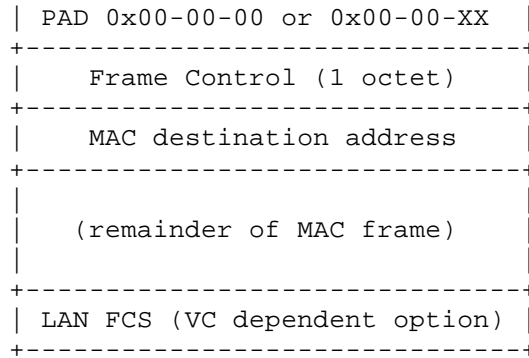 | PAD 0x00-00-00 or 0x00-00-XX |
+-------------------------------+
| Frame Control (1 octet) |
+-------------------------------+
| MAC destination address |
+-------------------------------+
| |
| (remainder of MAC frame) |
| |
+-------------------------------+
| LAN FCS (VC dependent option) |
+-------------------------------+